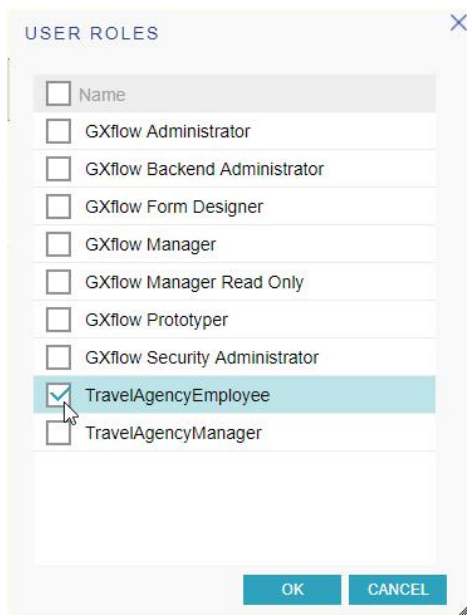 USER ROLES
Name
GXflow Administrator
GXflow Backend Administrator
GXflow Form Designer
GXflow Manager
GXflow Manager Read Only
GXflow Prototyper
GXflow Security Administrator
TravelAgencyEmployee
TravelAgencyManager
OK CANCEL